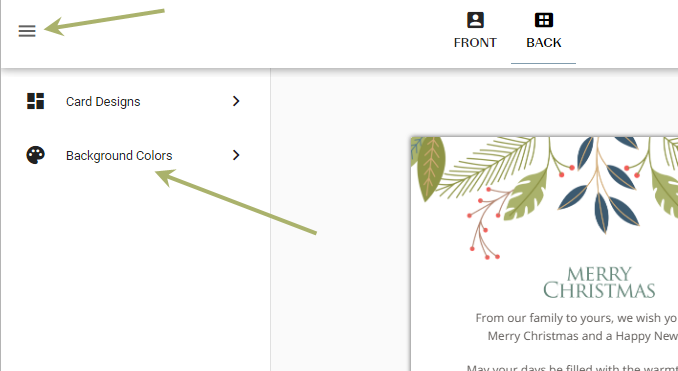 FRONT
BACK
Card Designs
Background Colors
MERRY
CHRISTMAS
From our family to yours, we wish yo
Merry Christmas and a Happy New
May your days be filled with the warmt